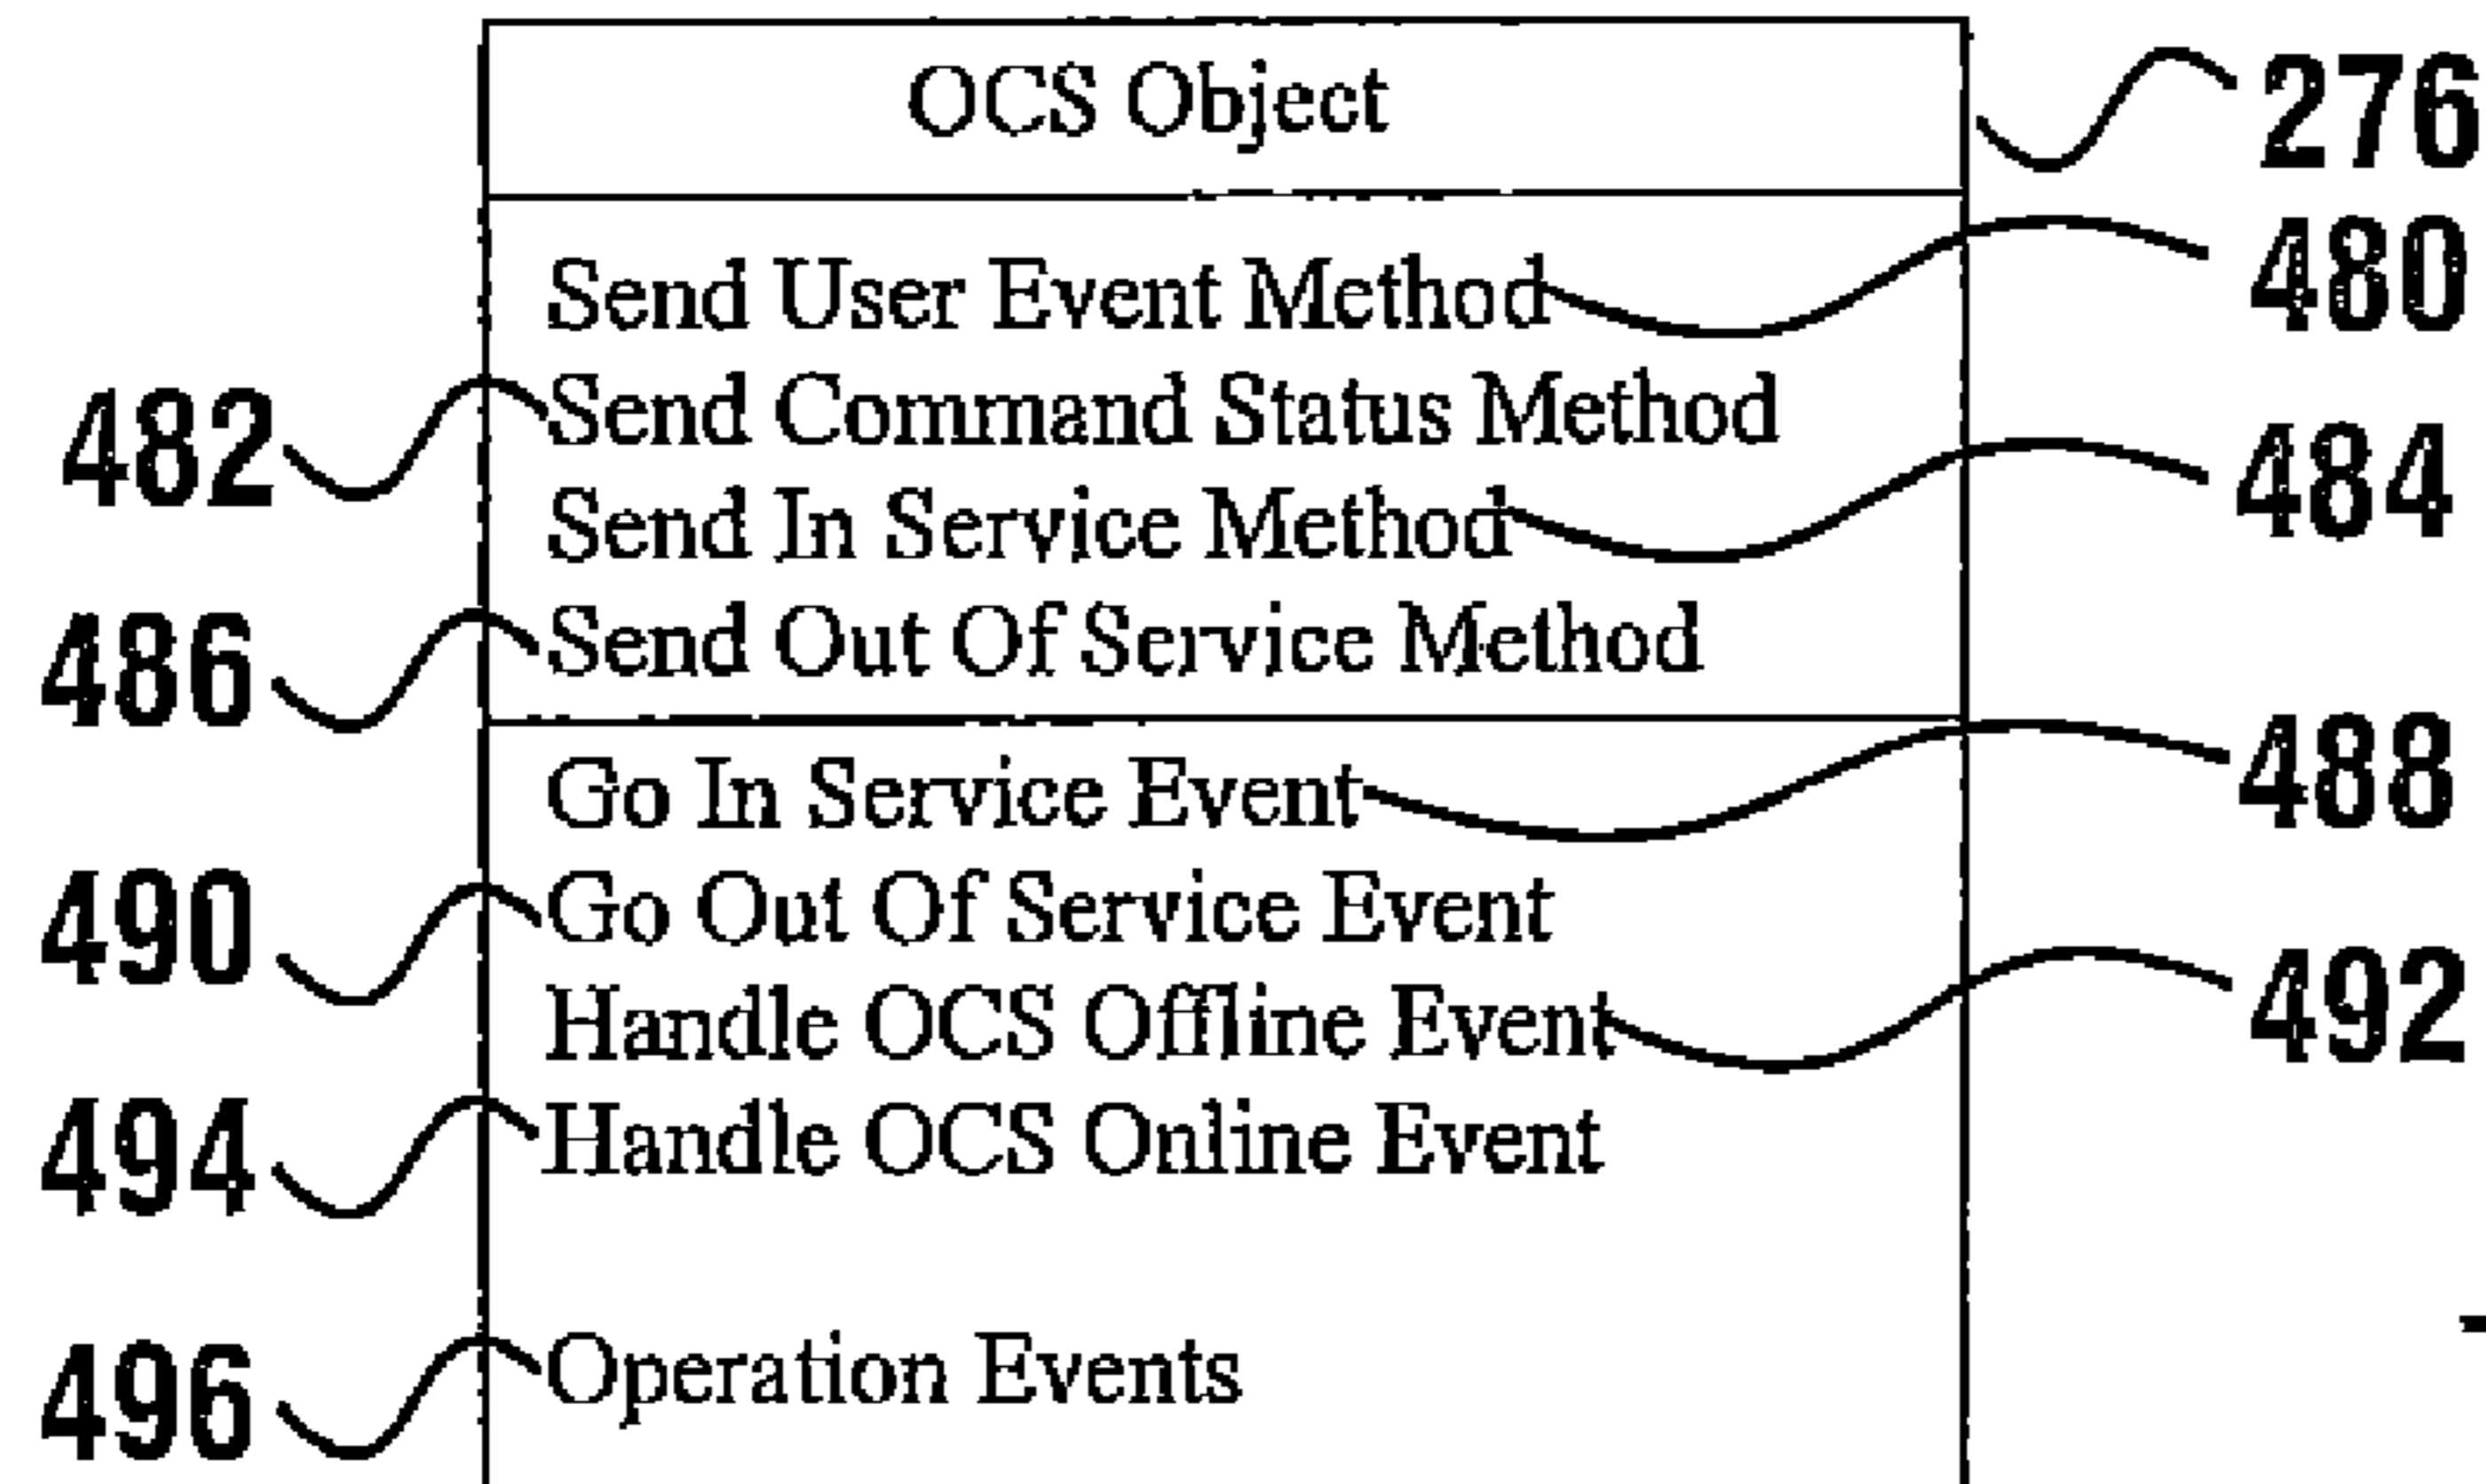 OCS Object 276
Send User Event Method 480
482 Send Command Status Method
Send In Service Method 484
486 Send Out Of Service Method
Go In Service Event 488
490 Go Out Of Service Event
Handle OCS Offline Event 492
494 Handle OCS Online Event
496 Operation Events